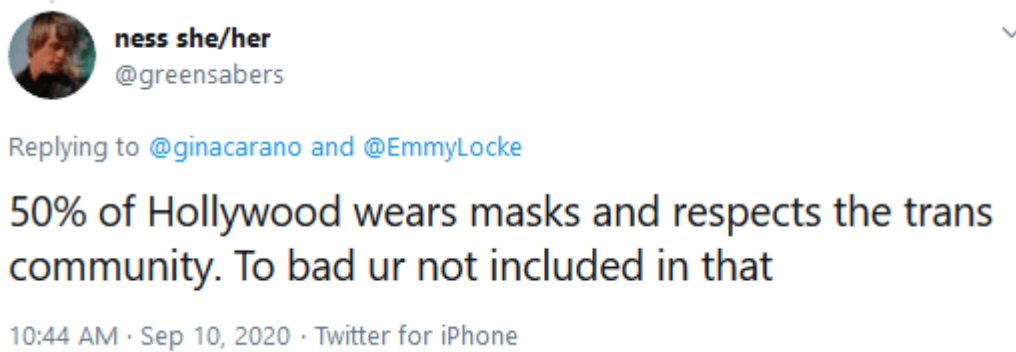 ness she/her
@greensabers
Replying to @ginacarano and @EmmyLocke
50% of Hollywood wears masks and respects the trans
community. To bad ur not included in that
10:44 AM · Sep 10, 2020 · Twitter for iPhone